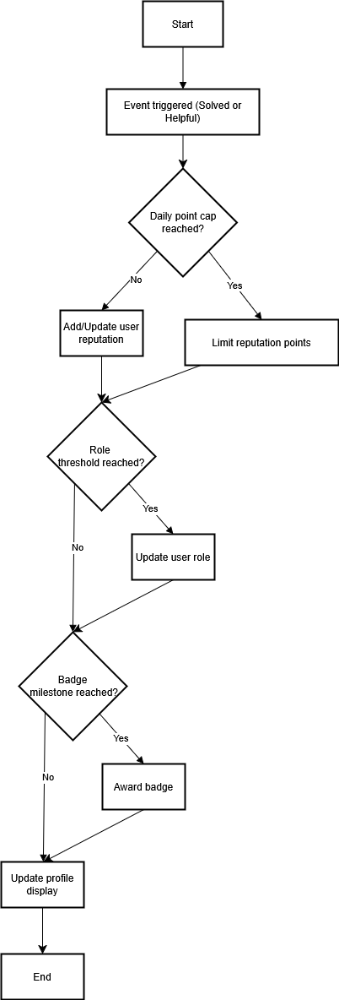 Start
Event triggered (Solved or
Helpful)
Daily point cap
reached?
No
Yes
Add/Update user
reputation
Limit reputation points
Role
threshold reached?
Yes
No
Update user role
Badge
milestone reached?
Yes
No
Award badge
Update profile
display
End